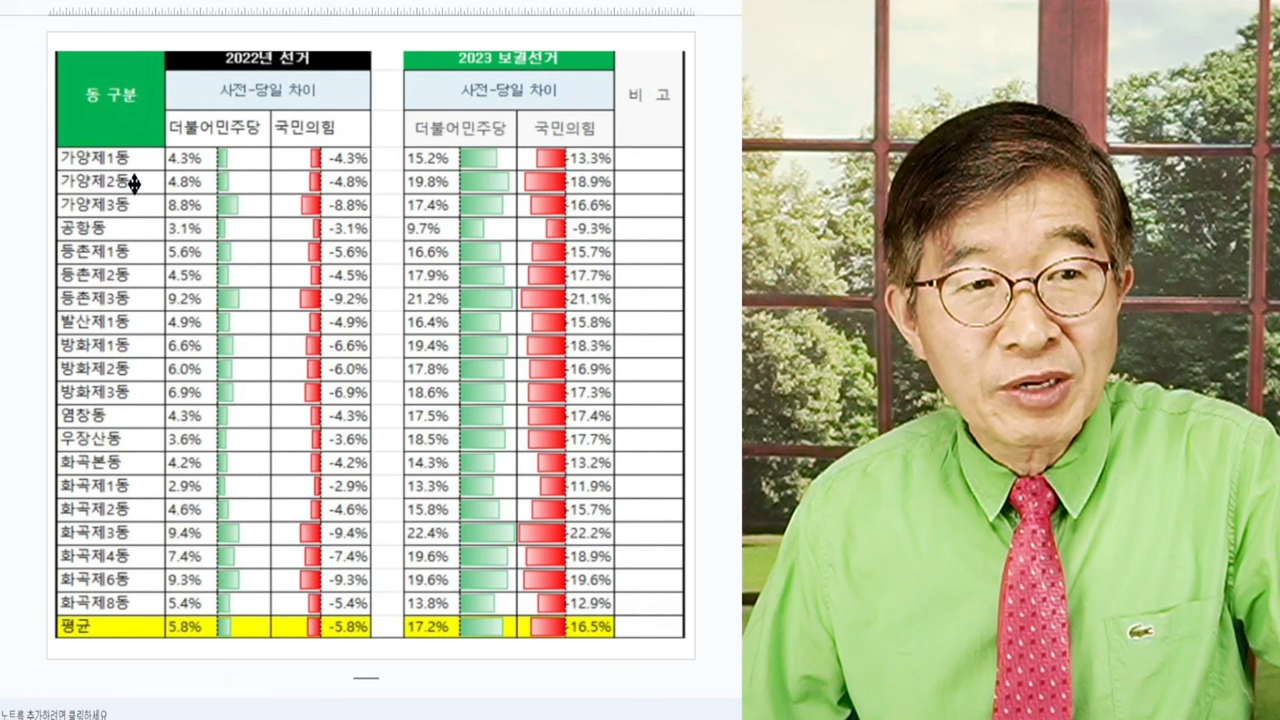 동 구분 2022년 선거 2023 보궐선거 비 고
사전-당일 차이 사전-당일 차이
더불어민주당 국민의힘 더불어민주당 국민의힘
가양제1동 4.3% -4.3% 15.2% -13.3%
가양제2동 4.8% -4.8% 19.8% -18.9%
가양제3동 8.8% -8.8% 17.4% -16.6%
공항동 3.1% -3.1% 9.7% -9.3%
등촌제1동 5.6% -5.6% 16.6% -15.7%
등촌제2동 4.5% -4.5% 17.9% -17.7%
등촌제3동 9.2% -9.2% 21.2% -21.1%
발산제1동 4.9% -4.9% 16.4% -15.8%
방화제1동 6.6% -6.6% 19.4% -18.3%
방화제2동 6.0% -6.0% 17.8% -16.9%
방화제3동 6.9% -6.9% 18.6% -17.3%
염창동 4.3% -4.3% 17.5% -17.4%
우장산동 3.6% -3.6% 18.5% -17.7%
화곡본동 4.2% -4.2% 14.3% -13.2%
화곡제1동 2.9% -2.9% 13.3% -11.9%
화곡제2동 4.6% -4.6% 15.8% -15.7%
화곡제3동 9.4% -9.4% 22.4% -22.2%
화곡제4동 7.4% -7.4% 19.6% -18.9%
화곡제6동 9.3% -9.3% 19.6% -19.6%
화곡제8동 5.4% -5.4% 13.8% -12.9%
평균 5.8% -5.8% 17.2% -16.5%
노트를 추가하려면 클릭하세요